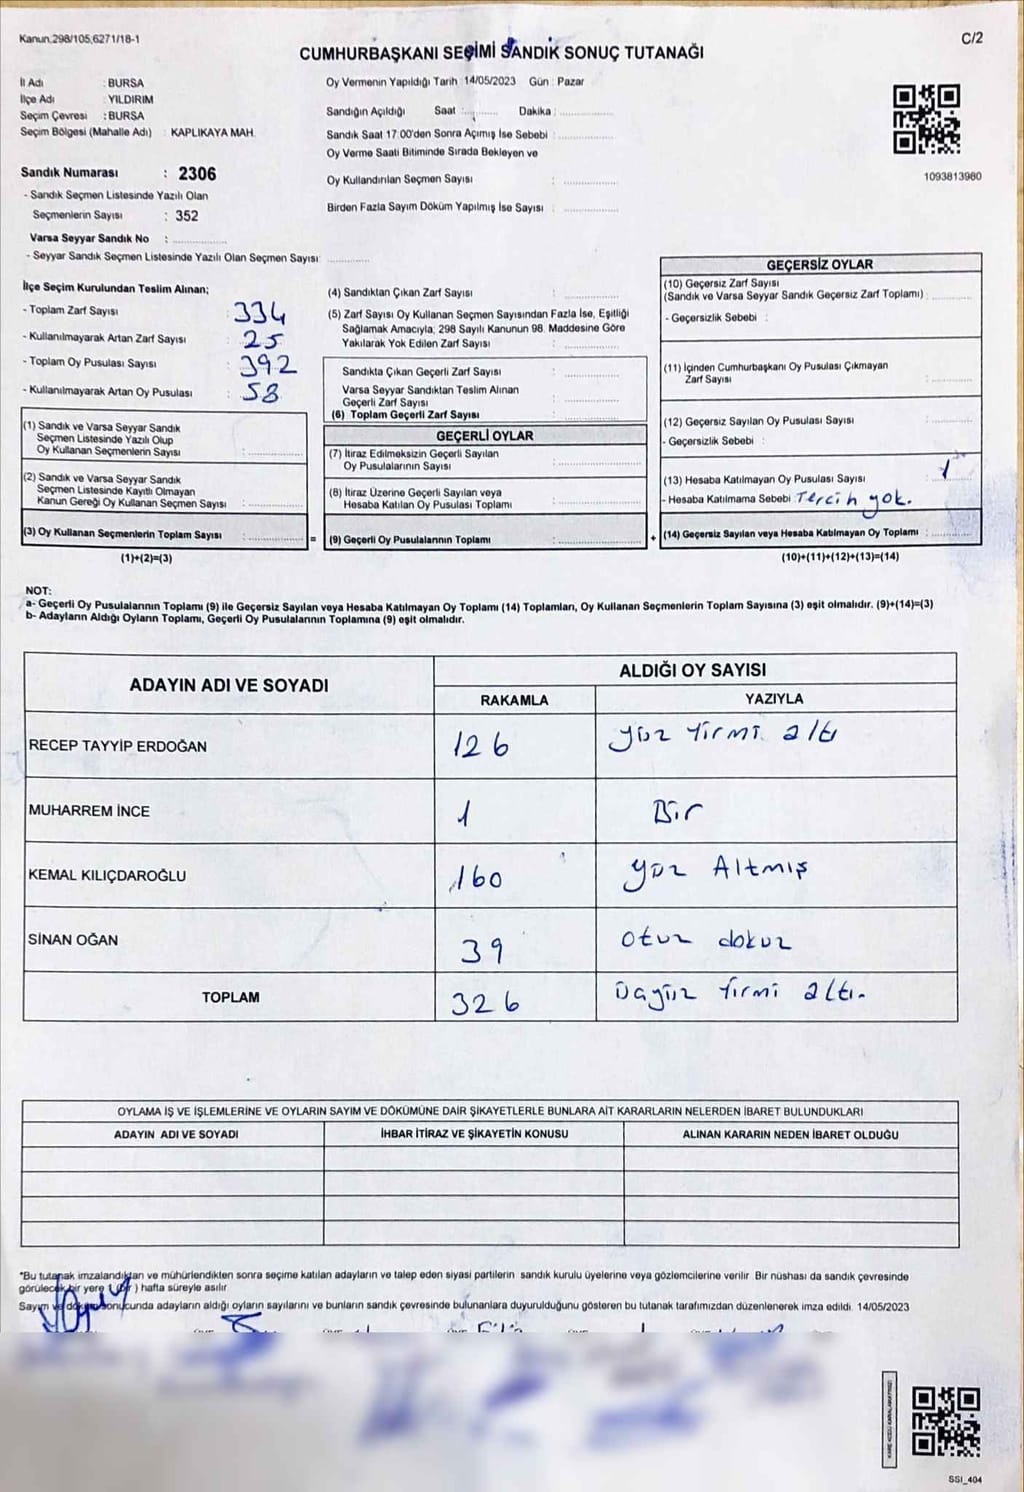 Kanun.298/105,6271/18-1
C/2
CUMHURBAŞKANI SEÇİMİ SANDIK SONUÇ TUTANAĞI
İl Adı : BURSA
İlçe Adı : YILDIRIM
Seçim Çevresi : BURSA
Seçim Bölgesi (Mahalle Adı) : KAPLIKAYA MAH.
Oy Vermenin Yapıldığı Tarih : 14/05/2023 Gün : Pazar
Sandığın Açıldığı Saat : Dakika :
Sandık Saat 17:00'den Sonra Açımış İse Sebebi :
Oy Verme Saati Bitiminde Sırada Bekleyen ve
Oy Kullandırılan Seçmen Sayısı :
Birden Fazla Sayım Döküm Yapılmış İse Sayısı :
1093813980
Sandık Numarası : 2306
- Sandık Seçmen Listesinde Yazılı Olan
Seçmenlerin Sayısı : 352
Varsa Seyyar Sandık No :
- Seyyar Sandık Seçmen Listesinde Yazılı Olan Seçmen Sayısı:
İlçe Seçim Kurulundan Teslim Alınan;
- Toplam Zarf Sayısı : 334
- Kullanılmayarak Artan Zarf Sayısı : 25
- Toplam Oy Pusulası Sayısı : 392
- Kullanılmayarak Artan Oy Pusulası : 58
(1) Sandık ve Varsa Seyyar Sandık
Seçmen Listesinde Yazılı Olup
Oy Kullanan Seçmenlerin Sayısı :
(2) Sandık ve Varsa Seyyar Sandık
Seçmen Listesinde Kayıtlı Olmayan
Kanun Gereği Oy Kullanan Seçmen Sayısı :
(3) Oy Kullanan Seçmenlerin Toplam Sayısı : =
(1)+(2)=(3)
(4) Sandıktan Çıkan Zarf Sayısı :
(5) Zarf Sayısı Oy Kullanan Seçmen Sayısından Fazla İse, Eşitliği
Sağlamak Amacıyla, 298 Sayılı Kanunun 98. Maddesine Göre
Yakılarak Yok Edilen Zarf Sayısı :
Sandıkta Çıkan Geçerli Zarf Sayısı :
Varsa Seyyar Sandıktan Teslim Alınan
Geçerli Zarf Sayısı :
(6) Toplam Geçerli Zarf Sayısı :
GEÇERLİ OYLAR
(7) İtiraz Edilmeksizin Geçerli Sayılan
Oy Pusulalarının Sayısı :
(8) İtiraz Üzerine Geçerli Sayılan veya
Hesaba Katılan Oy Pusulası Toplamı :
(9) Geçerli Oy Pusulalarının Toplamı : +
GEÇERSİZ OYLAR
(10) Geçersiz Zarf Sayısı
(Sandık ve Varsa Seyyar Sandık Geçersiz Zarf Toplamı) :
- Geçersizlik Sebebi :
(11) İçinden Cumhurbaşkanı Oy Pusulası Çıkmayan
Zarf Sayısı :
(12) Geçersiz Sayılan Oy Pusulası Sayısı :
- Geçersizlik Sebebi :
(13) Hesaba Katılmayan Oy Pusulası Sayısı : 1
- Hesaba Katılmama Sebebi : Tercih yok.
(14) Geçersiz Sayılan veya Hesaba Katılmayan Oy Toplamı :
(10)+(11)+(12)+(13)=(14)
NOT:
a- Geçerli Oy Pusulalarının Toplamı (9) ile Geçersiz Sayılan veya Hesaba Katılmayan Oy Toplamı (14) Toplamları, Oy Kullanan Seçmenlerin Toplam Sayısına (3) eşit olmalıdır. (9)+(14)=(3)
b- Adayların Aldığı Oyların Toplamı, Geçerli Oy Pusulalarının Toplamına (9) eşit olmalıdır.
ADAYIN ADI VE SOYADI ALDIĞI OY SAYISI
RAKAMLA YAZIYLA
RECEP TAYYİP ERDOĞAN 126 yüz yirmi altı
MUHARREM İNCE 1 Bir
KEMAL KILIÇDAROĞLU 160 yüz Altmış
SİNAN OĞAN 39 otuz dokuz
TOPLAM 326 üçyüz yirmi altı.
OYLAMA İŞ VE İŞLEMLERİNE VE OYLARIN SAYIM VE DÖKÜMÜNE DAİR ŞİKAYETLERLE BUNLARA AİT KARARLARIN NELERDEN İBARET BULUNDUKLARI
ADAYIN ADI VE SOYADI İHBAR İTİRAZ VE ŞİKAYETİN KONUSU ALINAN KARARIN NEDEN İBARET OLDUĞU
*Bu tutanak imzalandıktan ve mühürlendikten sonra seçime katılan adayların ve talep eden siyasi partilerin sandık kurulu üyelerine veya gözlemcilerine verilir. Bir nüshası da sandık çevresinde
görülecek bir yere 1 (Bir) hafta süreyle asılır
Sayım ve döküm sonucunda adayların aldığı oyların sayılarını ve bunların sandık çevresinde bulunanlara duyurulduğunu gösteren bu tutanak tarafımızdan düzenlenerek imza edildi. 14/05/2023
SSI_404